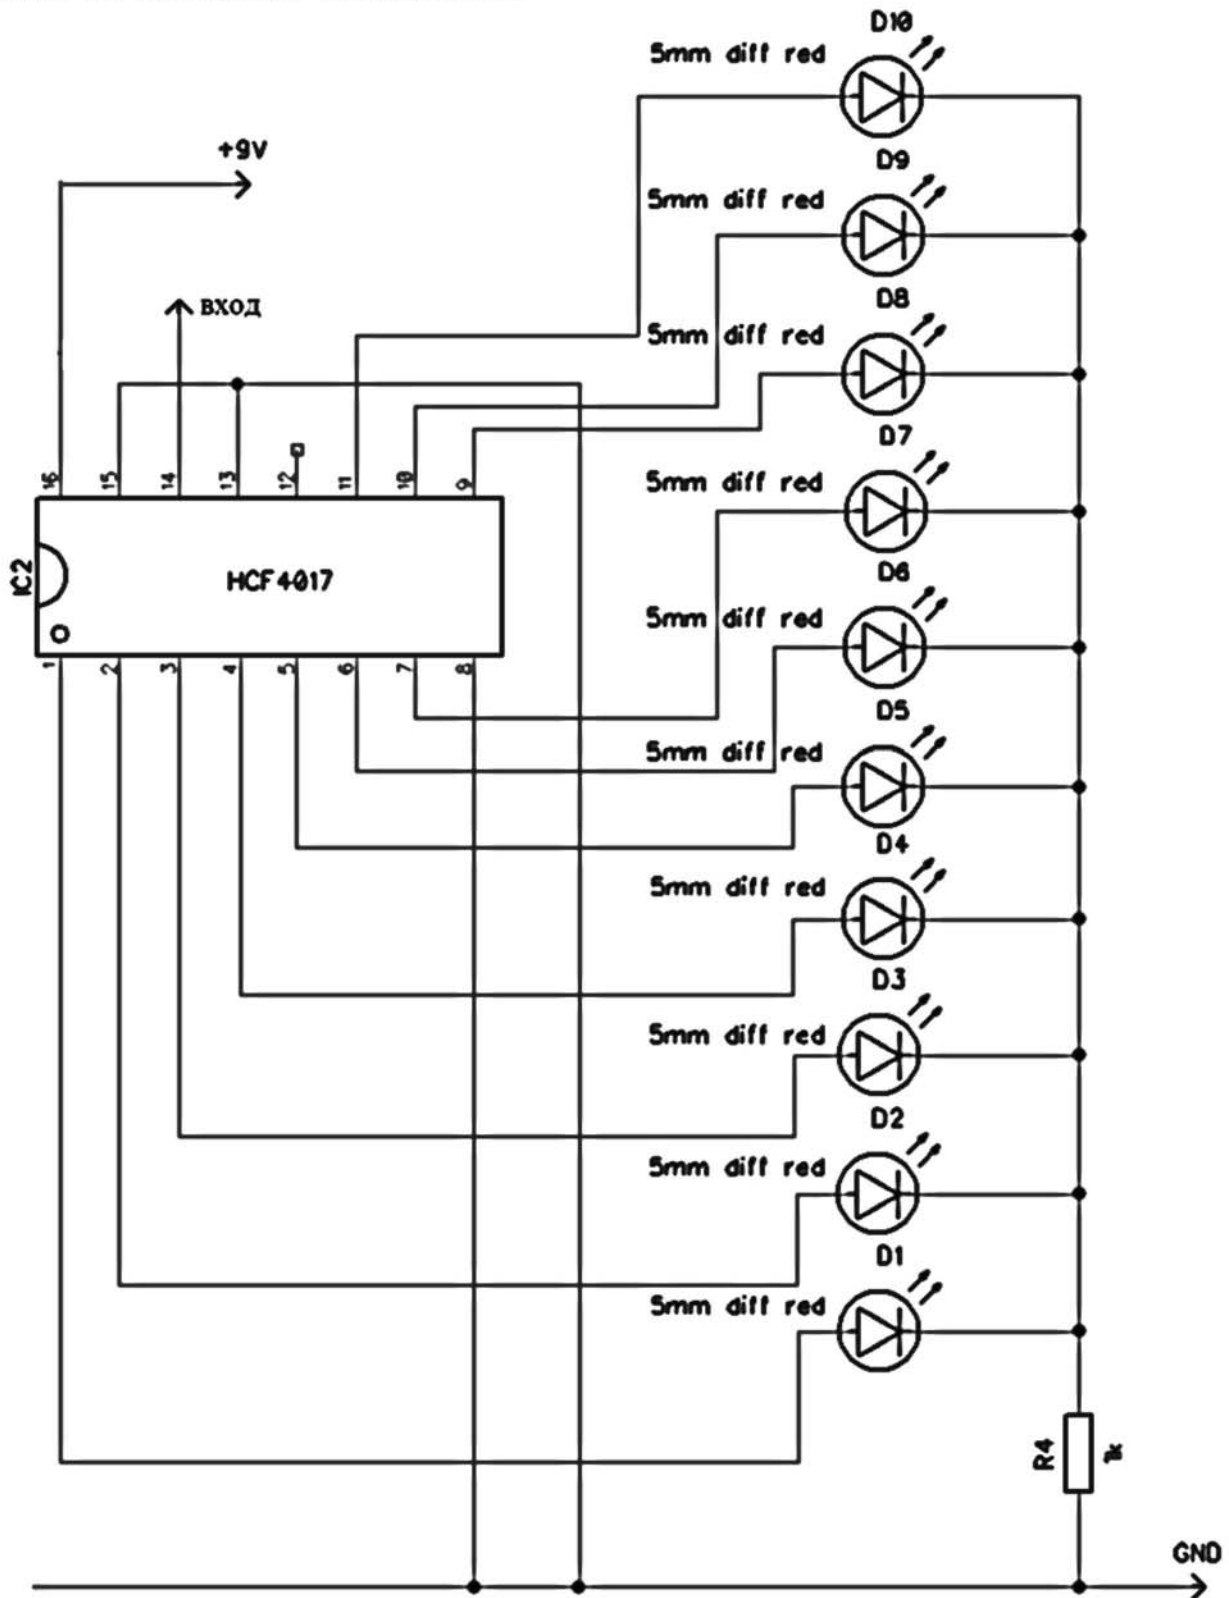 D10
5mm diff red
D9
+9V
5mm diff red
D8
ВХОД
5mm diff red
D7
16 15 14 13 12 11 10 9
5mm diff red
D6
IC2
HCF4017
5mm diff red
1 2 3 4 5 6 7 8
D5
5mm diff red
D4
5mm diff red
D3
5mm diff red
D2
5mm diff red
D1
5mm diff red
R4
1k
GND